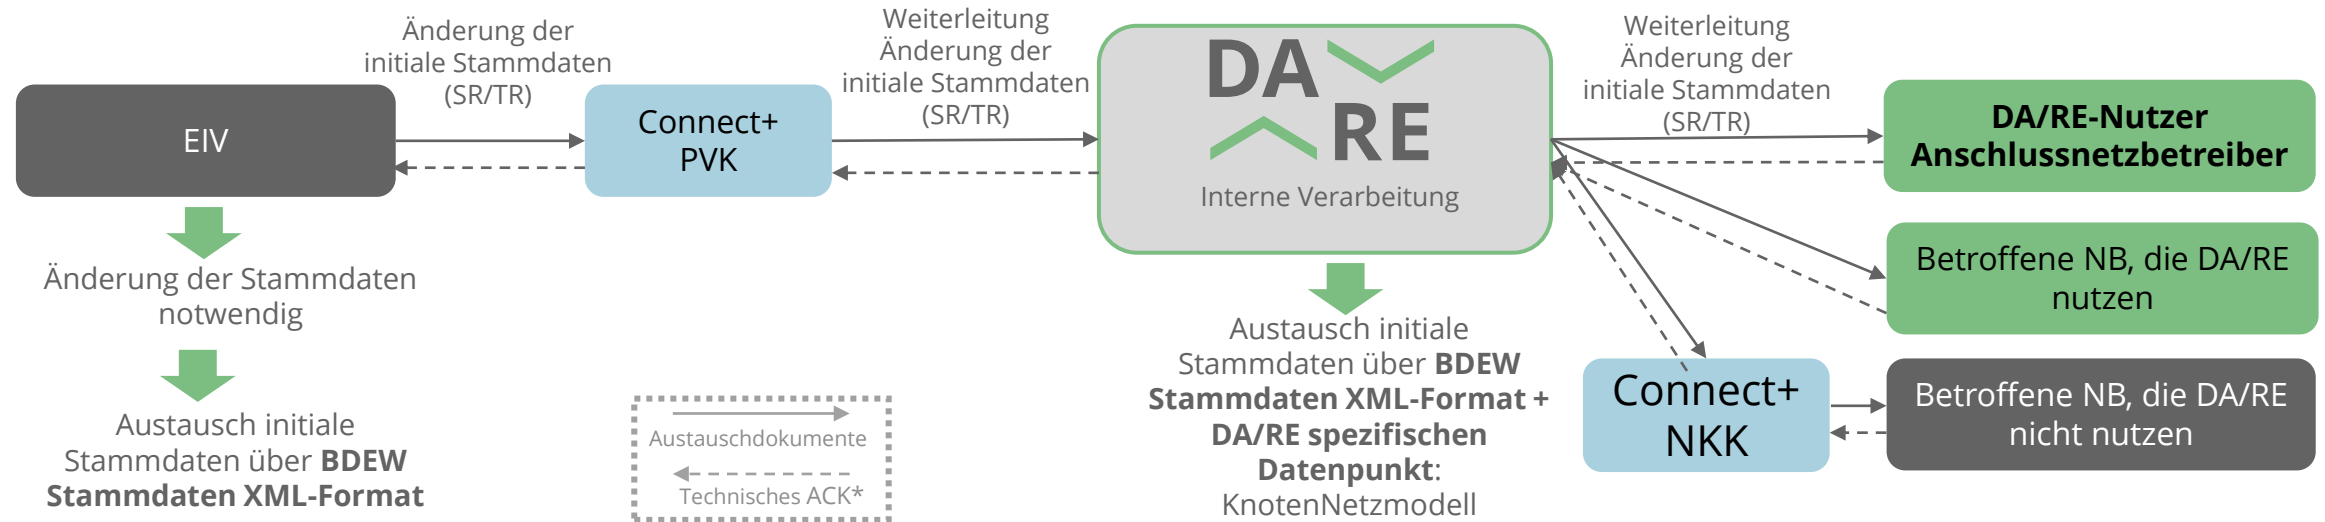 EIV
Änderung der
initiale Stammdaten
(SR/TR)
Connect+
PVK
Weiterleitung
Änderung der
initiale Stammdaten
(SR/TR)
DA
RE
Interne Verarbeitung
Weiterleitung
Änderung der
initiale Stammdaten
(SR/TR)
DA/RE-Nutzer
Anschlussnetzbetreiber
Betroffene NB, die DA/RE
nutzen
Connect+
NKK
Betroffene NB, die DA/RE
nicht nutzen
Änderung der Stammdaten
notwendig
Austausch initiale
Stammdaten über BDEW
Stammdaten XML-Format
Austauschdokumente
Technisches ACK*
Austausch initiale
Stammdaten über BDEW
Stammdaten XML-Format +
DA/RE spezifischen
Datenpunkt:
KnotenNetzmodell